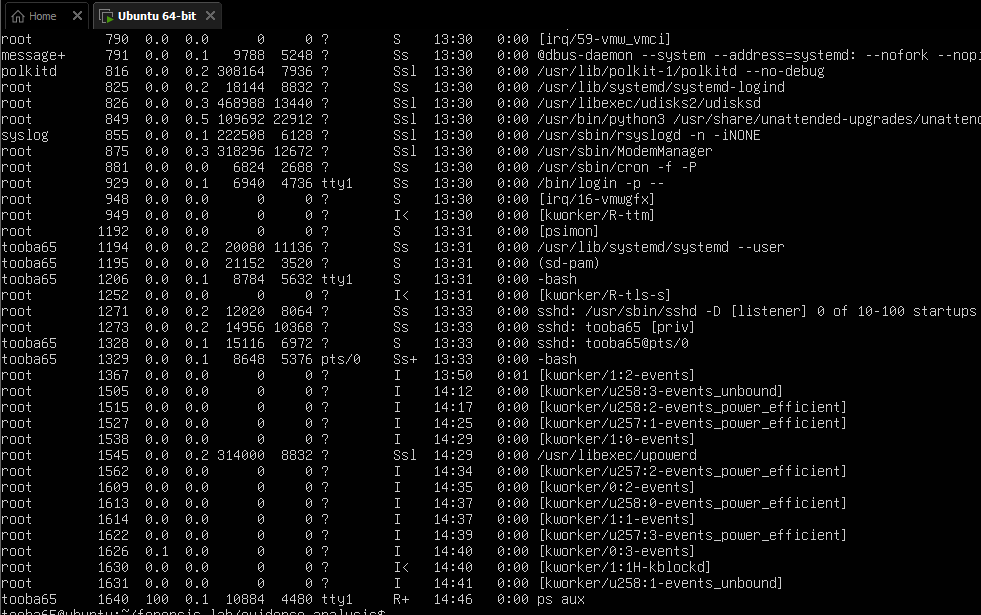 Home
Ubuntu 64-bit
root 790 0.0 0.0 0 0 ? S 13:30 0:00 [irq/59-vmw_vmci]
message+ 791 0.0 0.1 9788 5248 ? Ss 13:30 0:00 @dbus-daemon --system --address=systemd: --nofork --nopi
polkitd 816 0.0 0.2 308164 7936 ? Ssl 13:30 0:00 /usr/lib/polkit-1/polkitd --no-debug
root 825 0.0 0.2 18144 8832 ? Ss 13:30 0:00 /usr/lib/systemd/systemd-logind
root 826 0.0 0.3 468988 13440 ? Ssl 13:30 0:00 /usr/libexec/udisks2/udisksd
root 849 0.0 0.5 109692 22912 ? Ssl 13:30 0:00 /usr/bin/python3 /usr/share/unattended-upgrades/unattend
syslog 855 0.0 0.1 222508 6128 ? Ssl 13:30 0:00 /usr/sbin/rsyslogd -n -iNONE
root 875 0.0 0.3 318296 12672 ? Ssl 13:30 0:00 /usr/sbin/ModemManager
root 881 0.0 0.0 6824 2688 ? Ss 13:30 0:00 /usr/sbin/cron -f -P
root 929 0.0 0.1 6940 4736 tty1 Ss 13:30 0:00 /bin/login -p --
root 948 0.0 0.0 0 0 ? S 13:30 0:00 [irq/16-vmwgfx]
root 949 0.0 0.0 0 0 ? I< 13:30 0:00 [kworker/R-ttm]
root 1192 0.0 0.0 0 0 ? S 13:31 0:00 [psimon]
tooba65 1194 0.0 0.2 20080 11136 ? Ss 13:31 0:00 /usr/lib/systemd/systemd --user
tooba65 1195 0.0 0.0 21152 3520 ? S 13:31 0:00 (sd-pam)
tooba65 1206 0.0 0.1 8784 5632 tty1 S 13:31 0:00 -bash
root 1252 0.0 0.0 0 0 ? I< 13:31 0:00 [kworker/R-tls-s]
root 1271 0.0 0.2 12020 8064 ? Ss 13:33 0:00 sshd: /usr/sbin/sshd -D [listener] 0 of 10-100 startups
root 1273 0.0 0.2 14956 10368 ? Ss 13:33 0:00 sshd: tooba65 [priv]
tooba65 1328 0.0 0.1 15116 6972 ? S 13:33 0:00 sshd: tooba65@pts/0
tooba65 1329 0.0 0.1 8648 5376 pts/0 Ss+ 13:33 0:00 -bash
root 1367 0.0 0.0 0 0 ? I 13:50 0:01 [kworker/1:2-events]
root 1505 0.0 0.0 0 0 ? I 14:12 0:00 [kworker/u258:3-events_unbound]
root 1515 0.0 0.0 0 0 ? I 14:17 0:00 [kworker/u258:2-events_power_efficient]
root 1527 0.0 0.0 0 0 ? I 14:25 0:00 [kworker/u257:1-events_power_efficient]
root 1538 0.0 0.0 0 0 ? I 14:29 0:00 [kworker/1:0-events]
root 1545 0.0 0.2 314000 8832 ? Ssl 14:29 0:00 /usr/libexec/upowerd
root 1562 0.0 0.0 0 0 ? I 14:34 0:00 [kworker/u257:2-events_power_efficient]
root 1609 0.0 0.0 0 0 ? I 14:35 0:00 [kworker/0:2-events]
root 1613 0.0 0.0 0 0 ? I 14:37 0:00 [kworker/u258:0-events_power_efficient]
root 1614 0.0 0.0 0 0 ? I 14:37 0:00 [kworker/1:1-events]
root 1622 0.0 0.0 0 0 ? I 14:39 0:00 [kworker/u257:3-events_power_efficient]
root 1626 0.1 0.0 0 0 ? I 14:40 0:00 [kworker/0:3-events]
root 1630 0.0 0.0 0 0 ? I< 14:40 0:00 [kworker/1:1H-kblockd]
root 1631 0.0 0.0 0 0 ? I 14:41 0:00 [kworker/u258:1-events_unbound]
tooba65 1640 100 0.1 10884 4480 tty1 R+ 14:46 0:00 ps aux